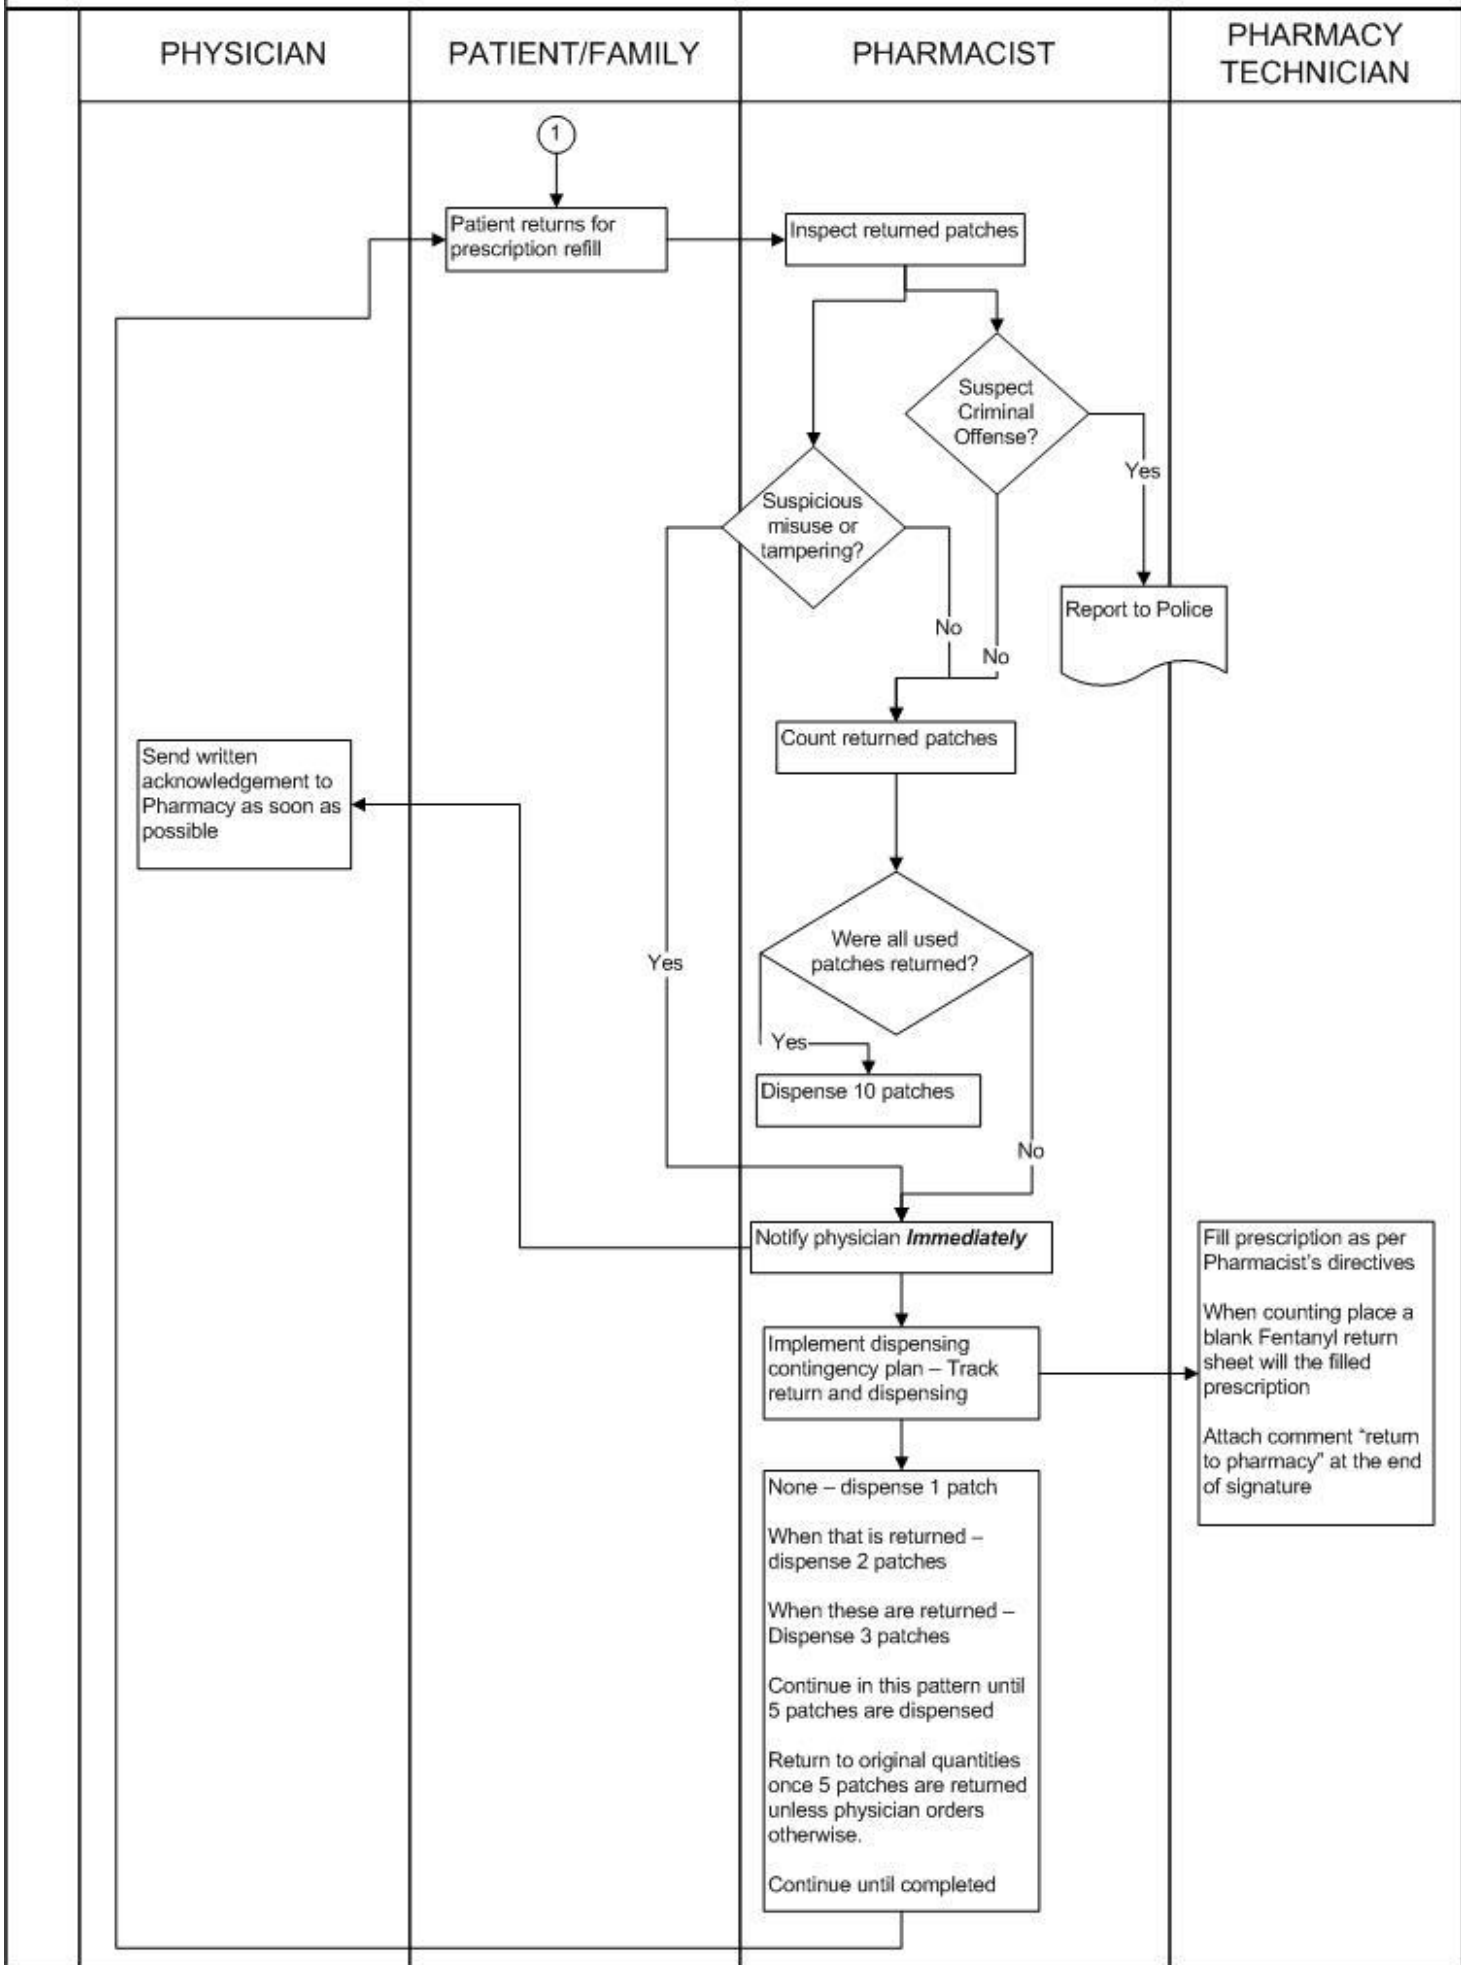 PHYSICIAN
PATIENT/FAMILY
PHARMACIST
PHARMACY
TECHNICIAN
1
Patient returns for
prescription refill
Inspect returned patches
Suspect
Criminal
Offense?
Yes
Suspicious
misuse or
tampering?
No
No
Report to Police
Count returned patches
Send written
acknowledgement to
Pharmacy as soon as
possible
Were all used
patches returned?
Yes
Yes
Dispense 10 patches
No
Notify physician Immediately
Fill prescription as per
Pharmacist's directives
When counting place a
blank Fentanyl return
sheet will the filled
prescription
Attach comment “return
to pharmacy” at the end
of signature
Implement dispensing
contingency plan – Track
return and dispensing
None – dispense 1 patch
When that is returned –
dispense 2 patches
When these are returned –
Dispense 3 patches
Continue in this pattern until
5 patches are dispensed
Return to original quantities
once 5 patches are returned
unless physician orders
otherwise.
Continue until completed